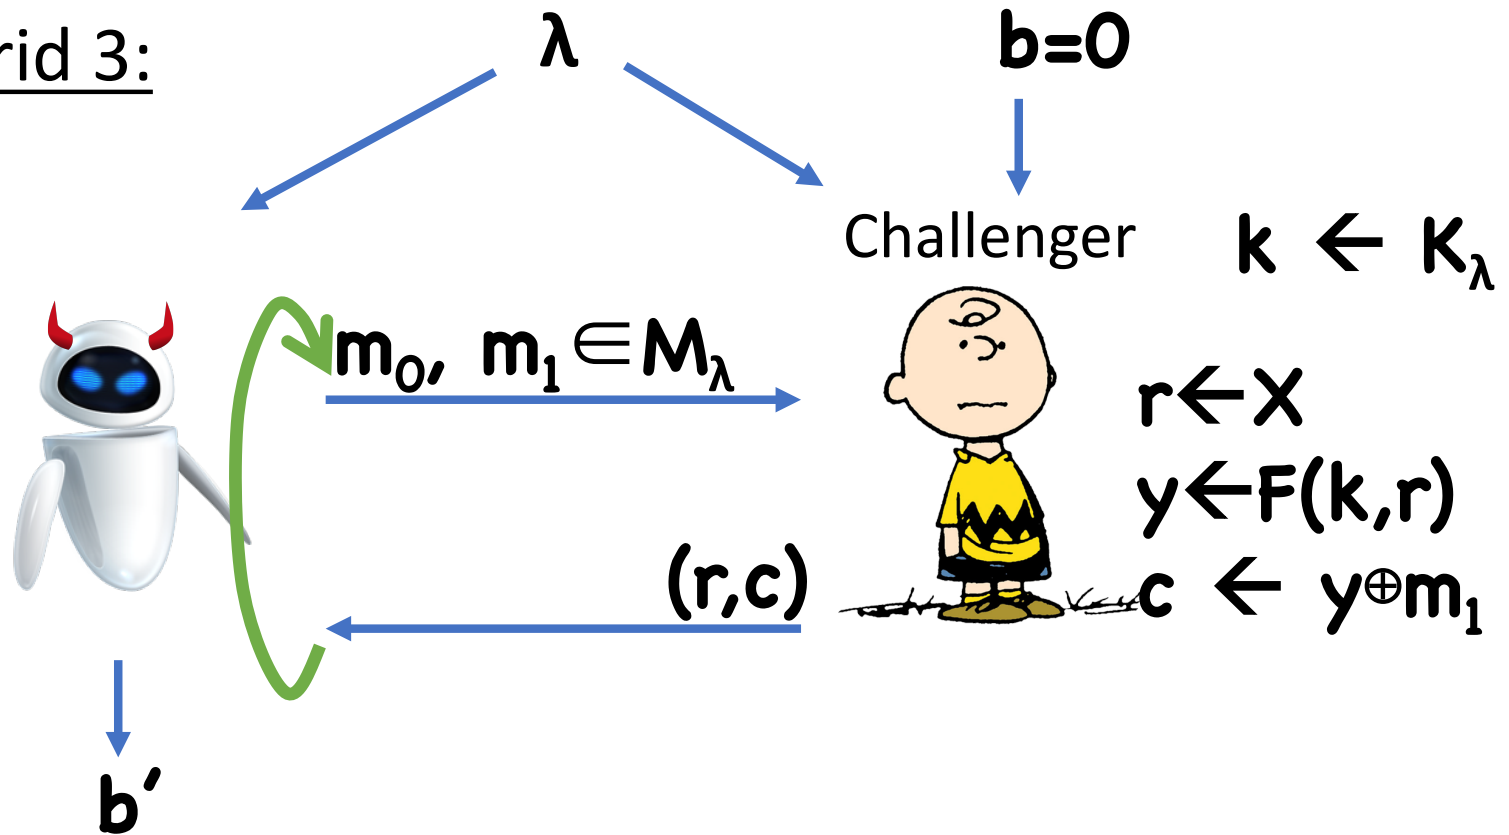 rid 3:
λ
b=0
Challenger
k ← Kλ
m₀, m₁∈Mλ
r←X
y←F(k,r)
(r,c)
c ← y⊕m₁
b′